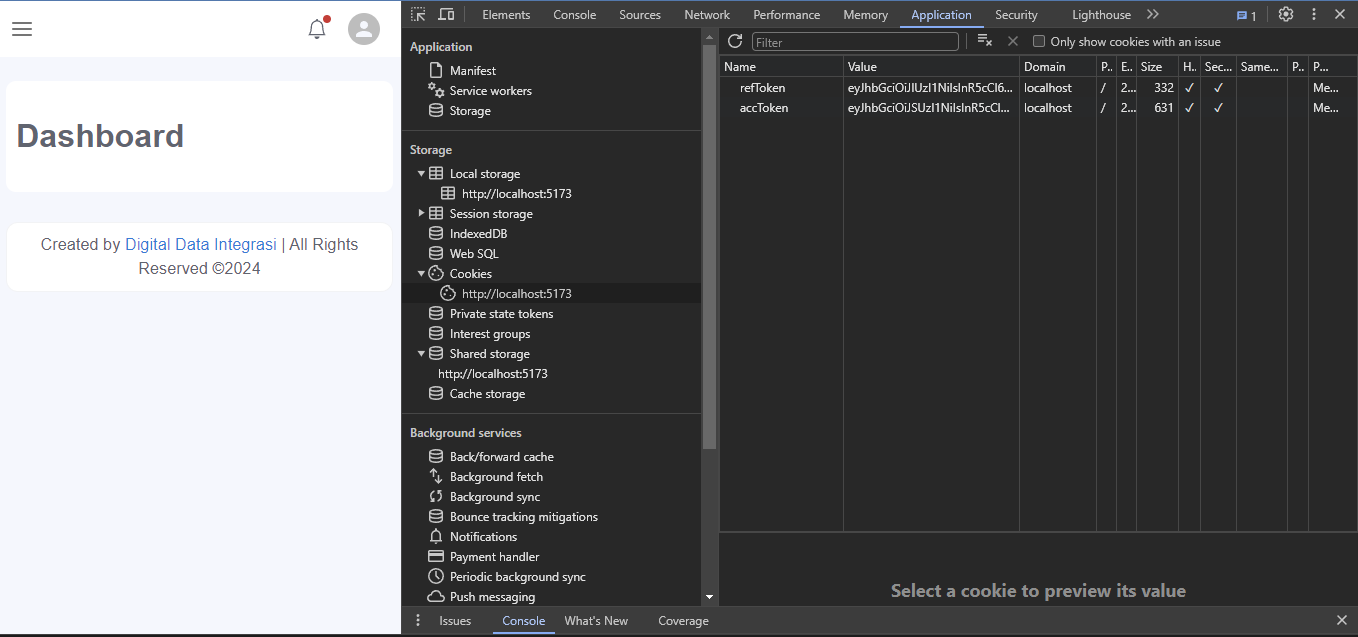 Dashboard
Created by Digital Data Integrasi | All Rights
Reserved ©2024
Elements Console Sources Network Performance Memory Application Security Lighthouse 1
Application
Manifest
Service workers
Storage
Storage
Local storage
http://localhost:5173
Session storage
IndexedDB
Web SQL
Cookies
http://localhost:5173
Private state tokens
Interest groups
Shared storage
http://localhost:5173
Cache storage
Background services
Back/forward cache
Background fetch
Background sync
Bounce tracking mitigations
Notifications
Payment handler
Periodic background sync
Push messaging
Filter Only show cookies with an issue
Name Value Domain P.. E.. Size H. Sec... Same... P.. P...
refToken eyJhbGciOiJIUzI1NiIsInR5cCI6... localhost / 2... 332 ✓ ✓ Me...
accToken eyJhbGciOiJSUzI1NiIsInR5cCI... localhost / 2... 631 ✓ ✓ Me...
Select a cookie to preview its value
Issues Console What's New Coverage